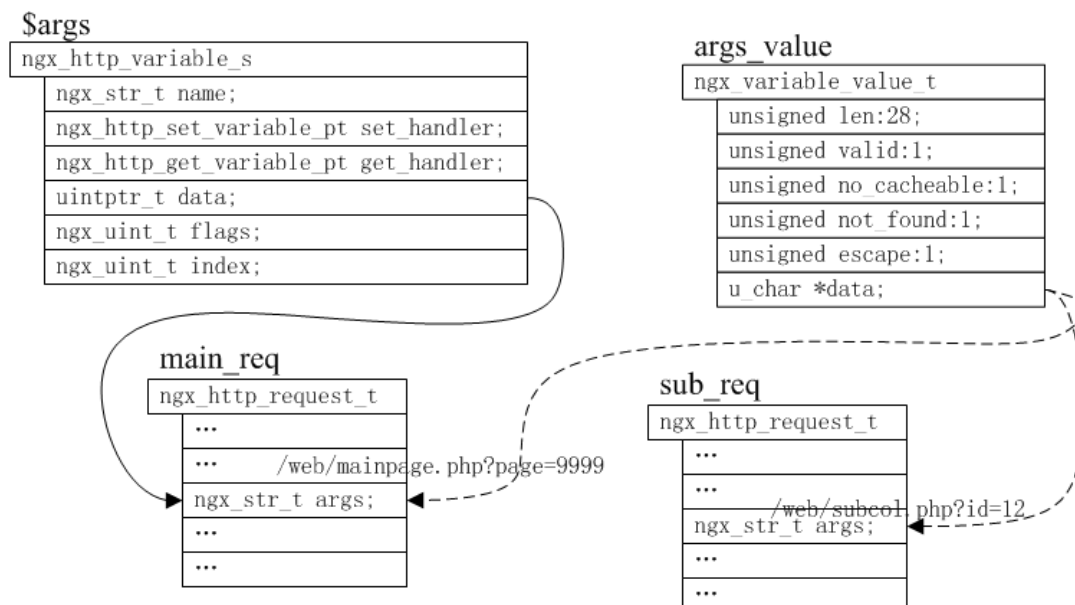 $args
ngx_http_variable_s
ngx_str_t name;
ngx_http_set_variable_pt set_handler;
ngx_http_get_variable_pt get_handler;
uintptr_t data;
ngx_uint_t flags;
ngx_uint_t index;
args_value
ngx_variable_value_t
unsigned len:28;
unsigned valid:1;
unsigned no_cacheable:1;
unsigned not_found:1;
unsigned escape:1;
u_char *data;
main_req
ngx_http_request_t
…
…
/web/mainpage.php?page=9999
ngx_str_t args;
…
…
sub_req
ngx_http_request_t
…
…
/web/subcol.php?id=12
ngx_str_t args;
…
…